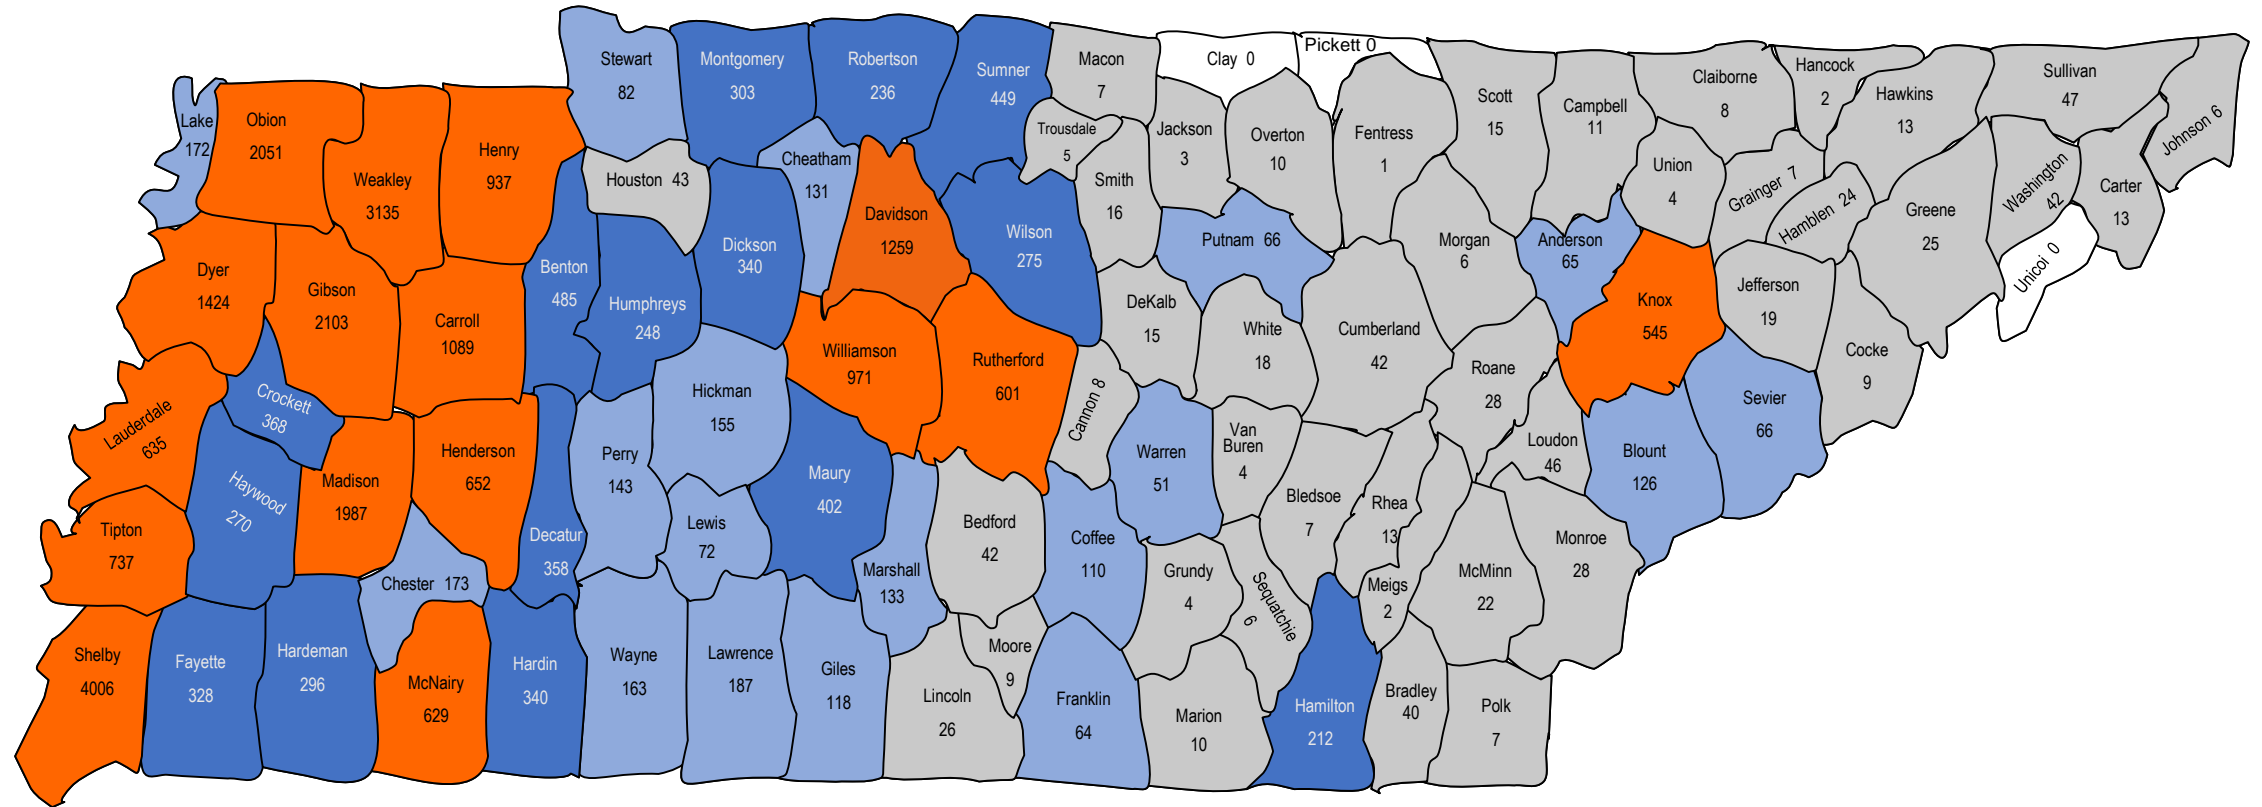 Stewart
82
Montgomery
303
Robertson
236
Sumner
449
Macon
7
Clay 0
Pickett 0
Scott
15
Campbell
11
Claiborne
8
Hancock
2
Hawkins
13
Sullivan
47
Johnson 6
Lake
172
Obion
2051
Weakley
3135
Henry
937
Houston 43
Cheatham
131
Trousdale
5
Smith
16
Jackson
3
Overton
10
Fentress
1
Union
4
Grainger 7
Hamblen 24
Greene
25
Washington
42
Carter
13
Unicoi 0
Dyer
1424
Gibson
2103
Carroll
1089
Benton
485
Humphreys
248
Dickson
340
Davidson
1259
Wilson
275
Putnam 66
Morgan
6
Anderson
65
Knox
545
Jefferson
19
Cocke
9
Sevier
66
Lauderdale
635
Crockett
368
Haywood
270
Madison
1987
Henderson
652
Decatur
358
Perry
143
Hickman
155
Williamson
971
Rutherford
601
Cannon 8
DeKalb
15
White
18
Cumberland
42
Roane
28
Loudon
46
Blount
126
Tipton
737
Chester 173
Lewis
72
Maury
402
Marshall
133
Bedford
42
Coffee
110
Warren
51
Van
Buren
4
Bledsoe
7
Rhea
13
Meigs
2
McMinn
22
Monroe
28
Grundy
4
Sequatchie
6
Shelby
4006
Fayette
328
Hardeman
296
McNairy
629
Hardin
340
Wayne
163
Lawrence
187
Giles
118
Lincoln
26
Moore
9
Franklin
64
Marion
10
Hamilton
212
Bradley
40
Polk
7